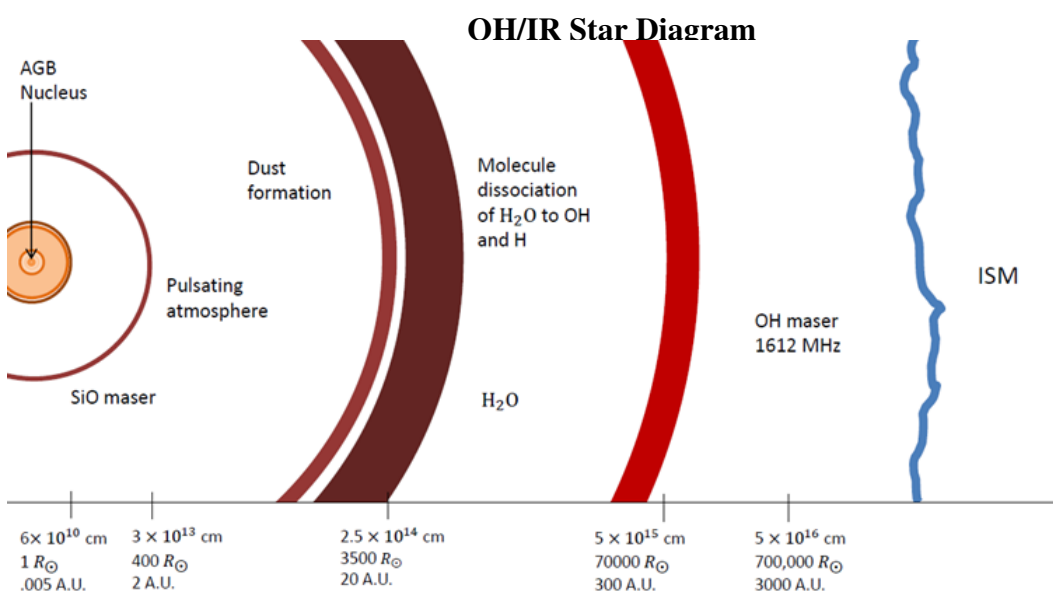 OH/IR Star Diagram
AGB
Nucleus
Dust
formation
Molecule
dissociation
of H₂O to OH
and H
Pulsating
atmosphere
ISM
OH maser
1612 MHz
SiO maser
H₂O
6× 10¹⁰ cm
1 R☉
.005 A.U.
3 × 10¹³ cm
400 R☉
2 A.U.
2.5 × 10¹⁴ cm
3500 R☉
20 A.U.
5 × 10¹⁵ cm
70000 R☉
300 A.U.
5 × 10¹⁶ cm
700,000 R☉
3000 A.U.